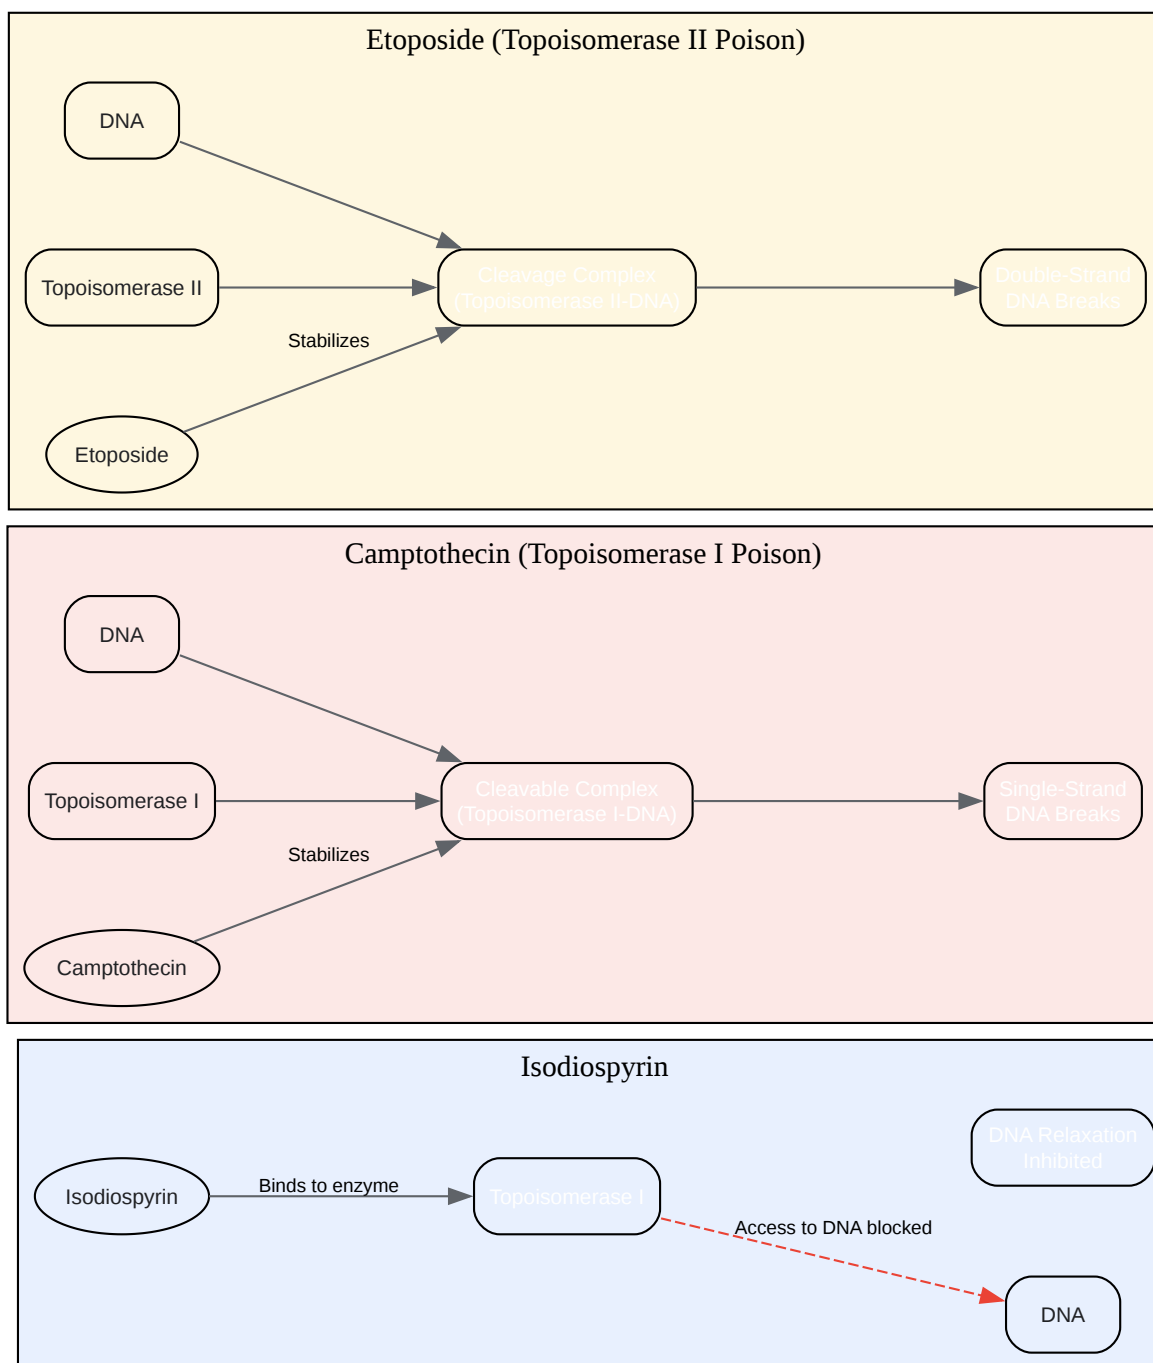 Etoposide (Topoisomerase II Poison)
DNA
Topoisomerase II
Cleavage Complex
(Topoisomerase II-DNA)
Double-Strand
DNA Breaks
Stabilizes
Etoposide
Camptothecin (Topoisomerase I Poison)
DNA
Topoisomerase I
Cleavable Complex
(Topoisomerase I-DNA)
Single-Strand
DNA Breaks
Stabilizes
Camptothecin
Isodiospyrin
DNA Relaxation
Inhibited
Isodiospyrin
Binds to enzyme
Topoisomerase I
Access to DNA blocked
DNA